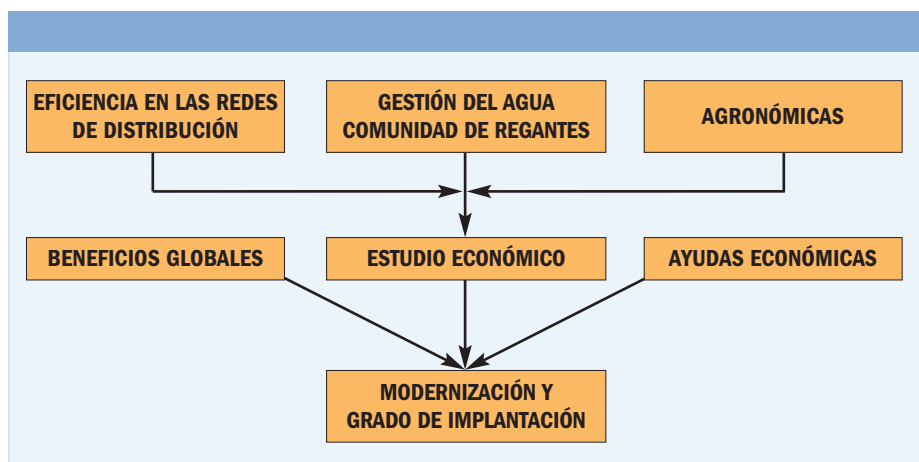 EFICIENCIA EN LAS REDES
DE DISTRIBUCIÓN
GESTIÓN DEL AGUA
COMUNIDAD DE REGANTES
AGRONÓMICAS
BENEFICIOS GLOBALES
ESTUDIO ECONÓMICO
AYUDAS ECONÓMICAS
MODERNIZACIÓN Y
GRADO DE IMPLANTACIÓN